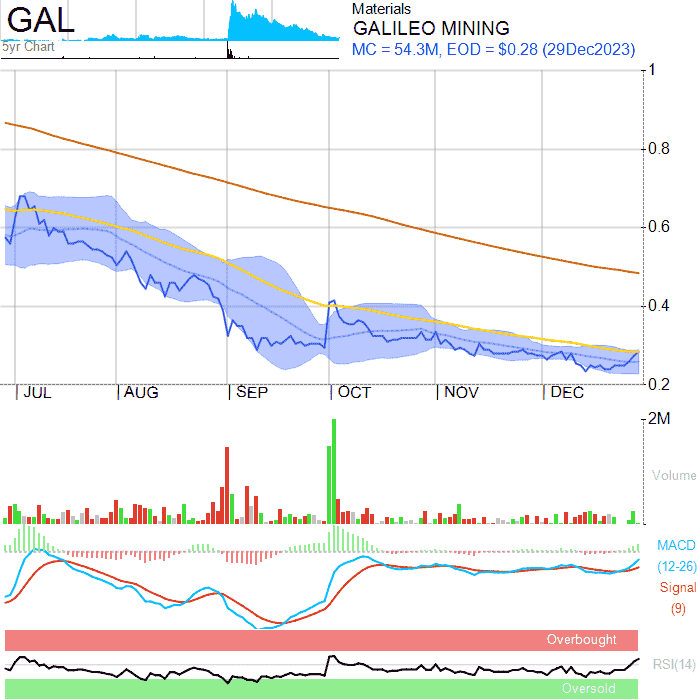 GAL
5yr Chart
Materials
GALILEO MINING
MC = 54.3M, EOD = $0.28 (29Dec2023)
1
0.8
0.6
0.4
0.2
JUL AUG SEP OCT NOV DEC
2M
Volume
MACD
(12-26)
Signal
(9)
Overbought
RSI(14)
Oversold